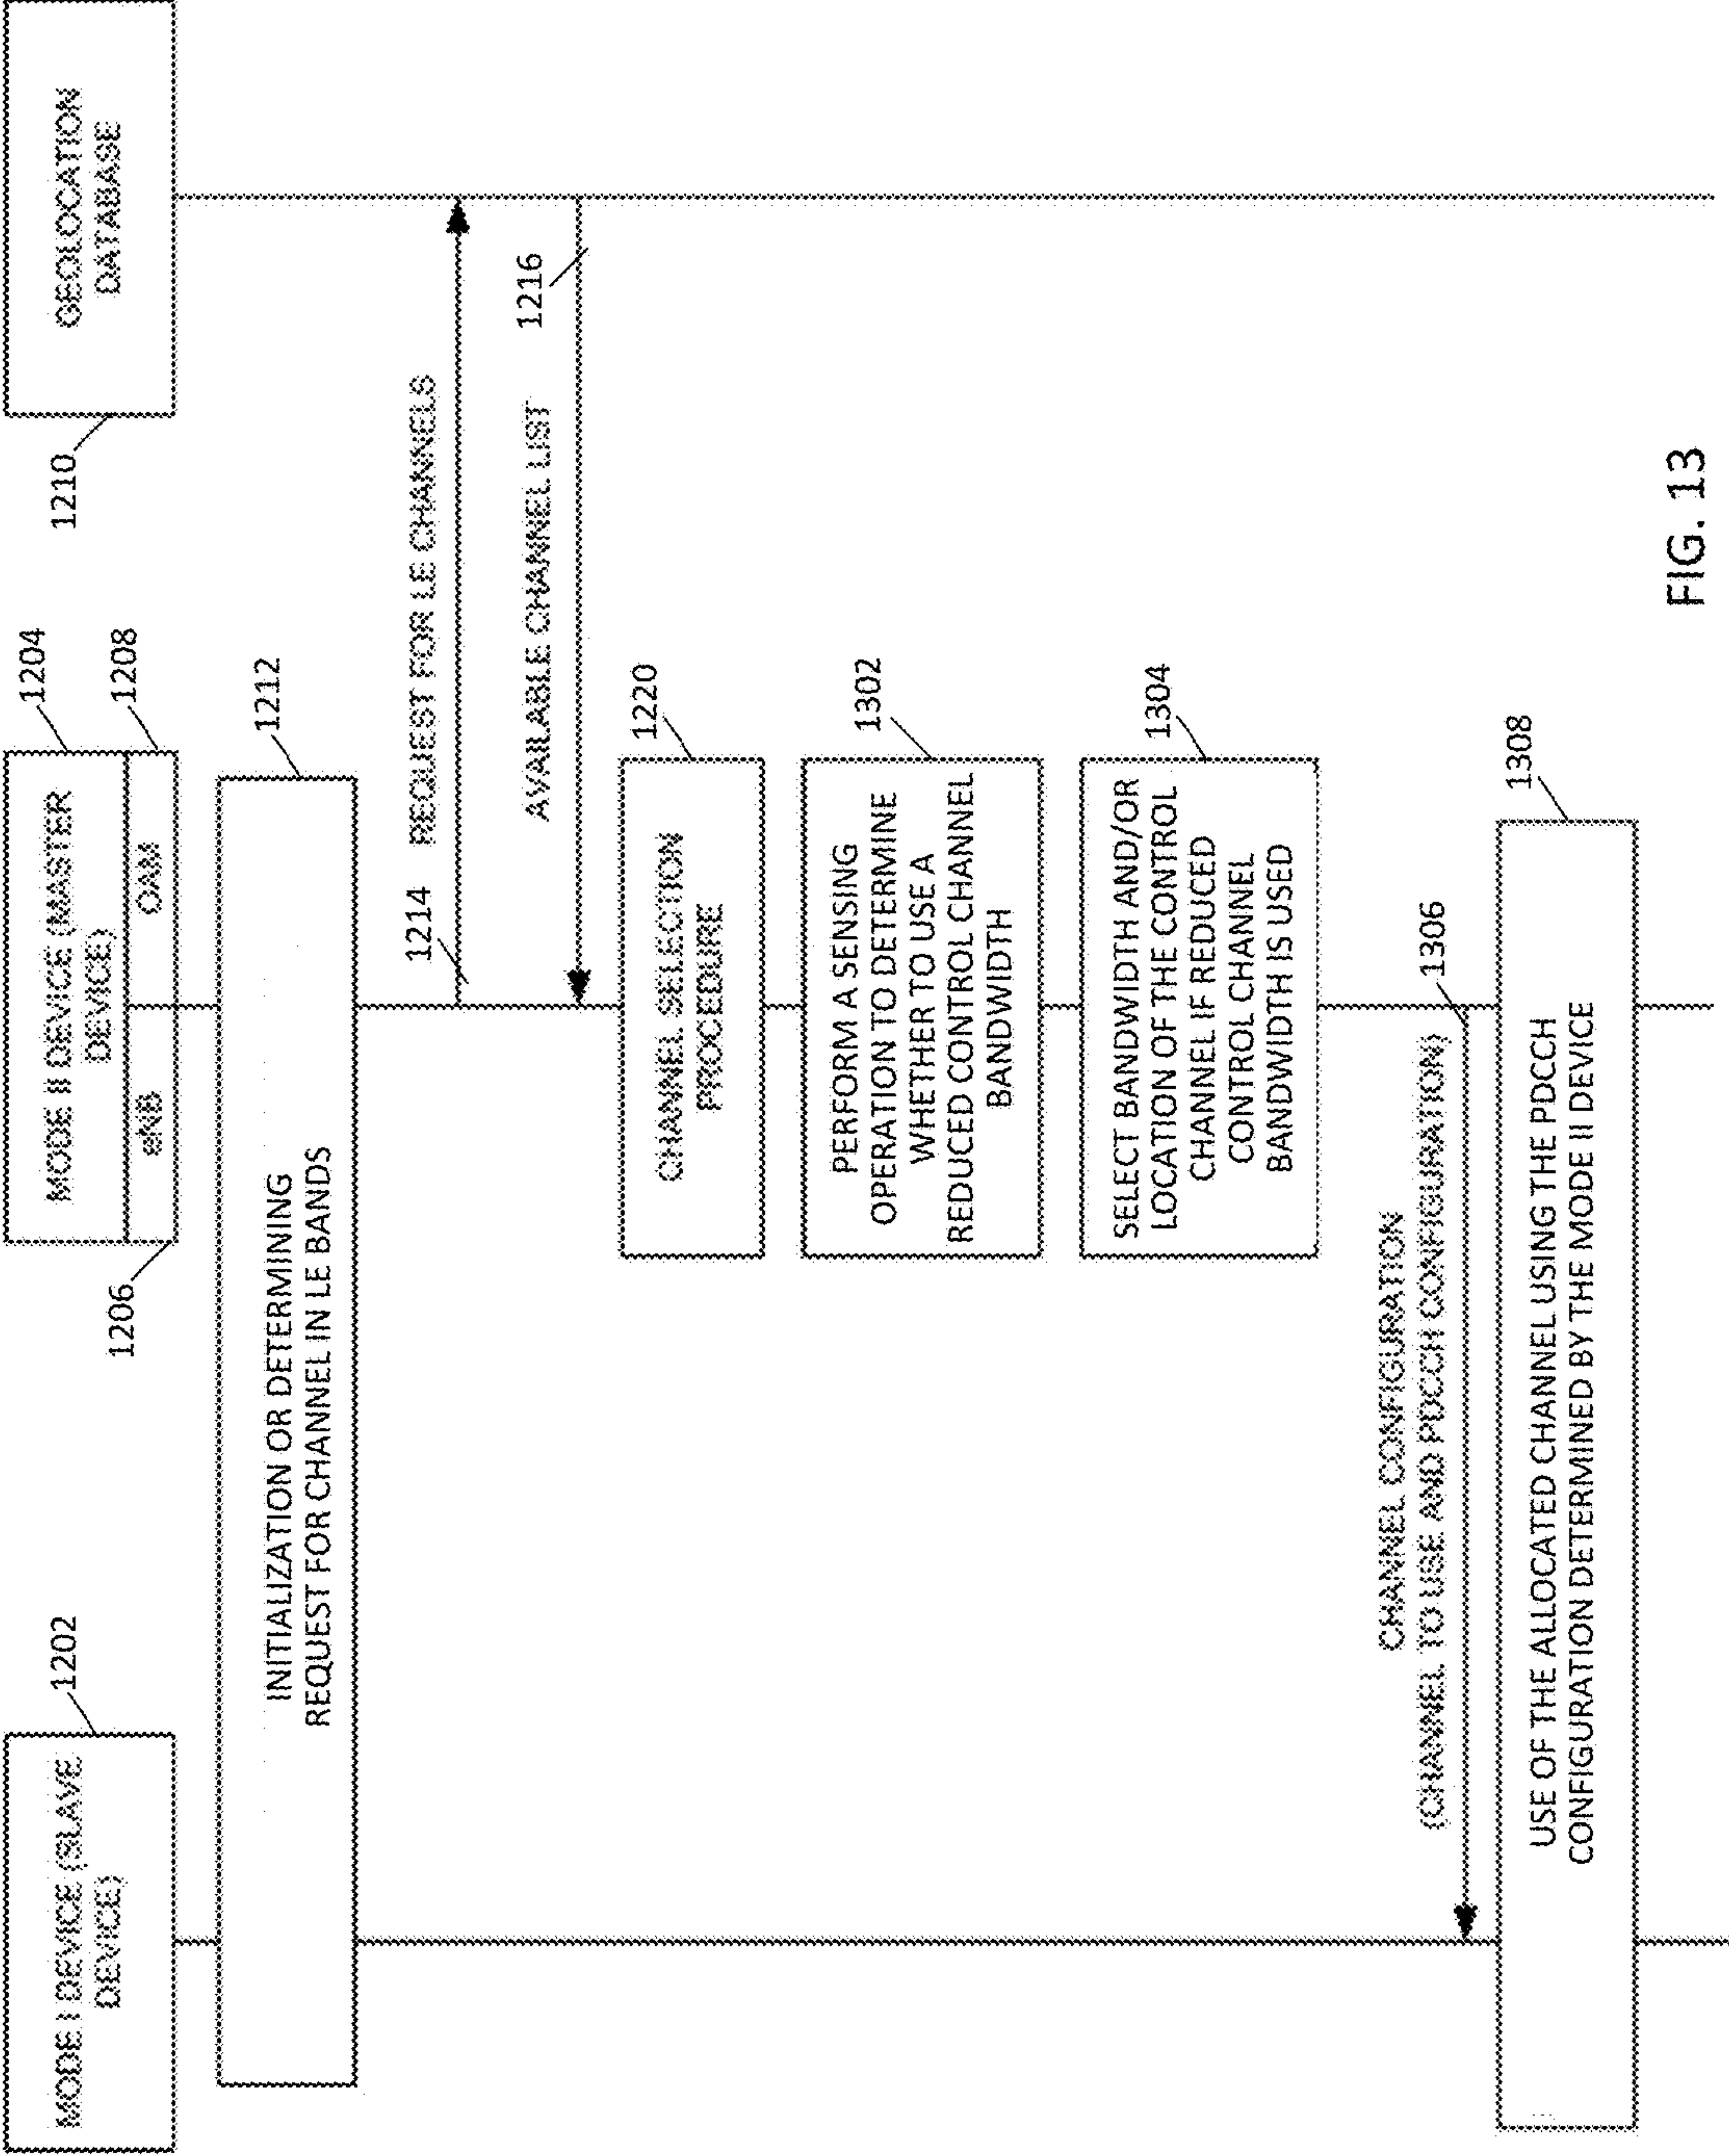 MODE I DEVICE (SLAVE
DEVICE)
1202
MODE II DEVICE (MASTER
DEVICE)
1204
eNB
OAM
1206
1208
GEOLOCATION
DATABASE
1210
INITIALIZATION OR DETERMINING
REQUEST FOR CHANNEL IN LE BANDS
1212
1214
REQUEST FOR LE CHANNELS
AVAILABLE CHANNEL LIST
1216
CHANNEL SELECTION
PROCEDURE
1220
PERFORM A SENSING
OPERATION TO DETERMINE
WHETHER TO USE A
REDUCED CONTROL CHANNEL
BANDWIDTH
1302
SELECT BANDWIDTH AND/OR
LOCATION OF THE CONTROL
CHANNEL IF REDUCED
CONTROL CHANNEL
BANDWIDTH IS USED
1304
CHANNEL CONFIGURATION
(CHANNEL TO USE AND PDCCH CONFIGURATION)
1306
USE OF THE ALLOCATED CHANNEL USING THE PDCCH
CONFIGURATION DETERMINED BY THE MODE II DEVICE
1308
FIG. 13